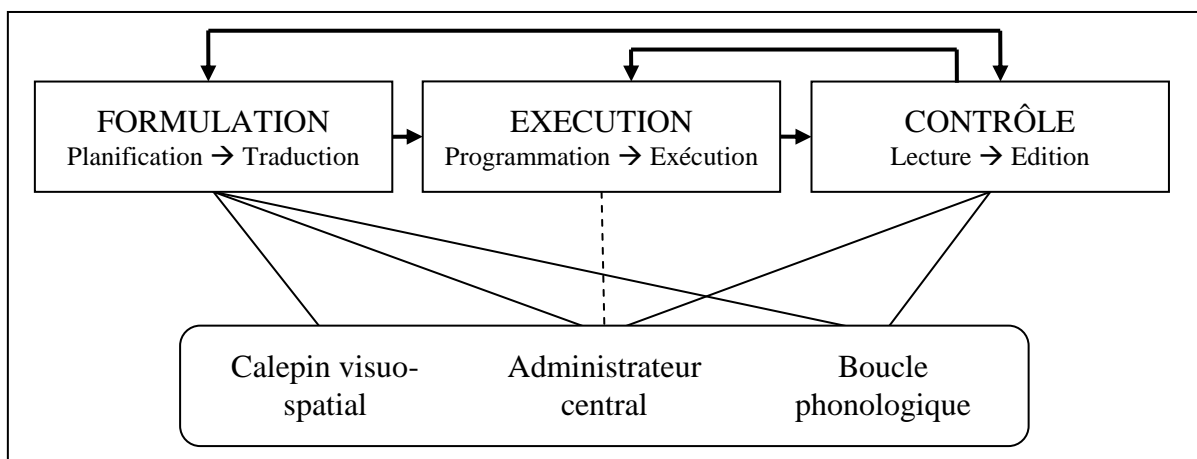 FORMULATION
Planification → Traduction
EXECUTION
Programmation → Exécution
CONTRÔLE
Lecture → Edition
Calepin visuo-
spatial
Administrateur
central
Boucle
phonologique